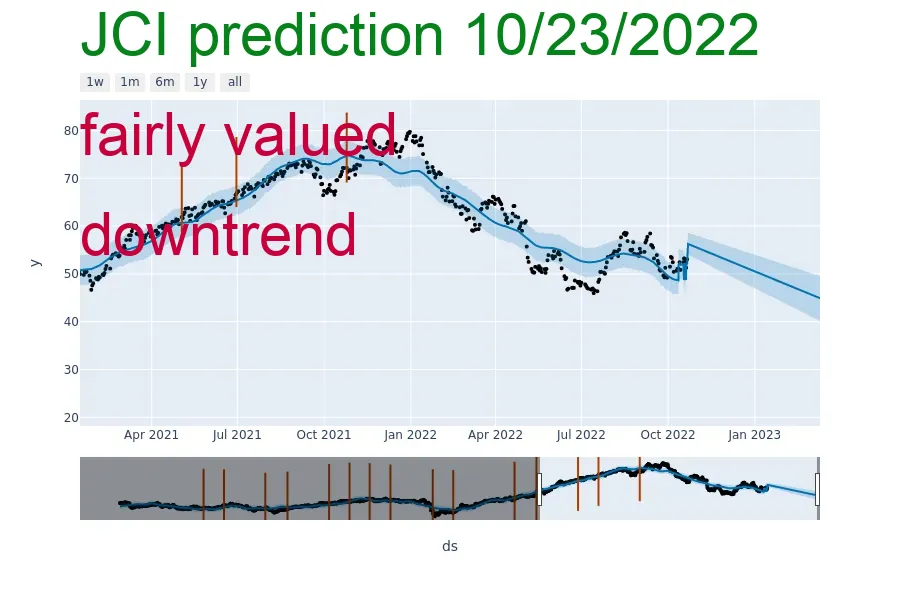 JCI prediction 10/23/2022
1w 1m 6m 1y all
fairly valued
downtrend
80
70
60
50
40
30
20
y
Apr 2021 Jul 2021 Oct 2021 Jan 2022 Apr 2022 Jul 2022 Oct 2022 Jan 2023
ds